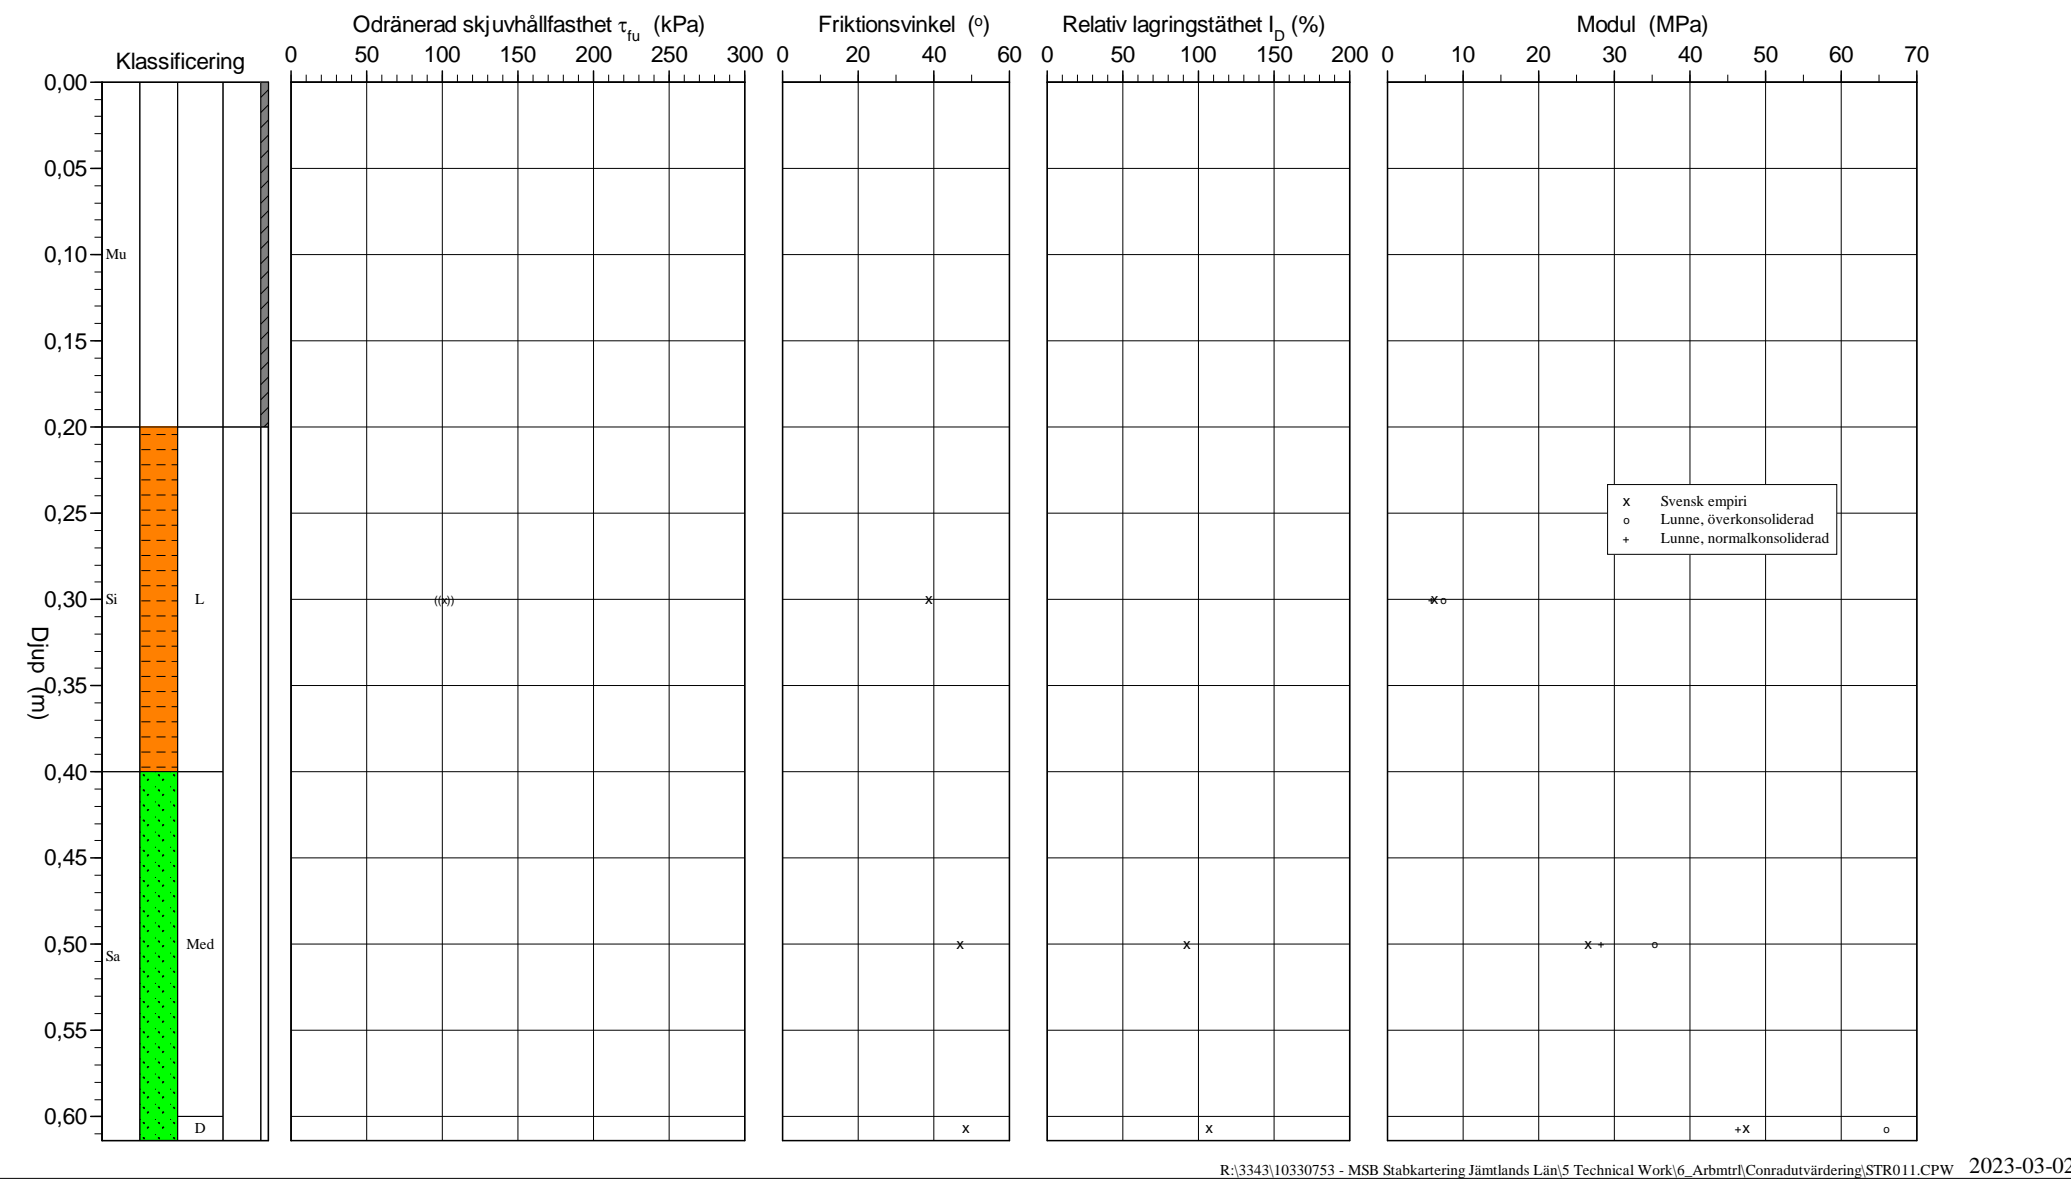 Odränerad skjuvhållfasthet τfu (kPa)
Friktionsvinkel (o)
Relativ lagringstäthet ID (%)
Modul (MPa)
Klassificering
0 50 100 150 200 250 300
0 20 40 60
0 50 100 150 200
0 10 20 30 40 50 60 70
0,00
0,05
0,10
Mu
0,15
0,20
0,25
x Svensk empiri
o Lunne, överkonsoliderad
+ Lunne, normalkonsoliderad
0,30
Si
L
((x))
x
x
+
o
Djup (m)
0,35
0,40
0,45
0,50
Sa
Med
x
x
x
+
o
0,55
0,60
D
x
x
+
x
o
R:\3343\10330753 - MSB Stabkartering Jämtlands Län\5 Technical Work\6_Arbmtrl\Conradutvärdering\STR011.CPW 2023-03-02